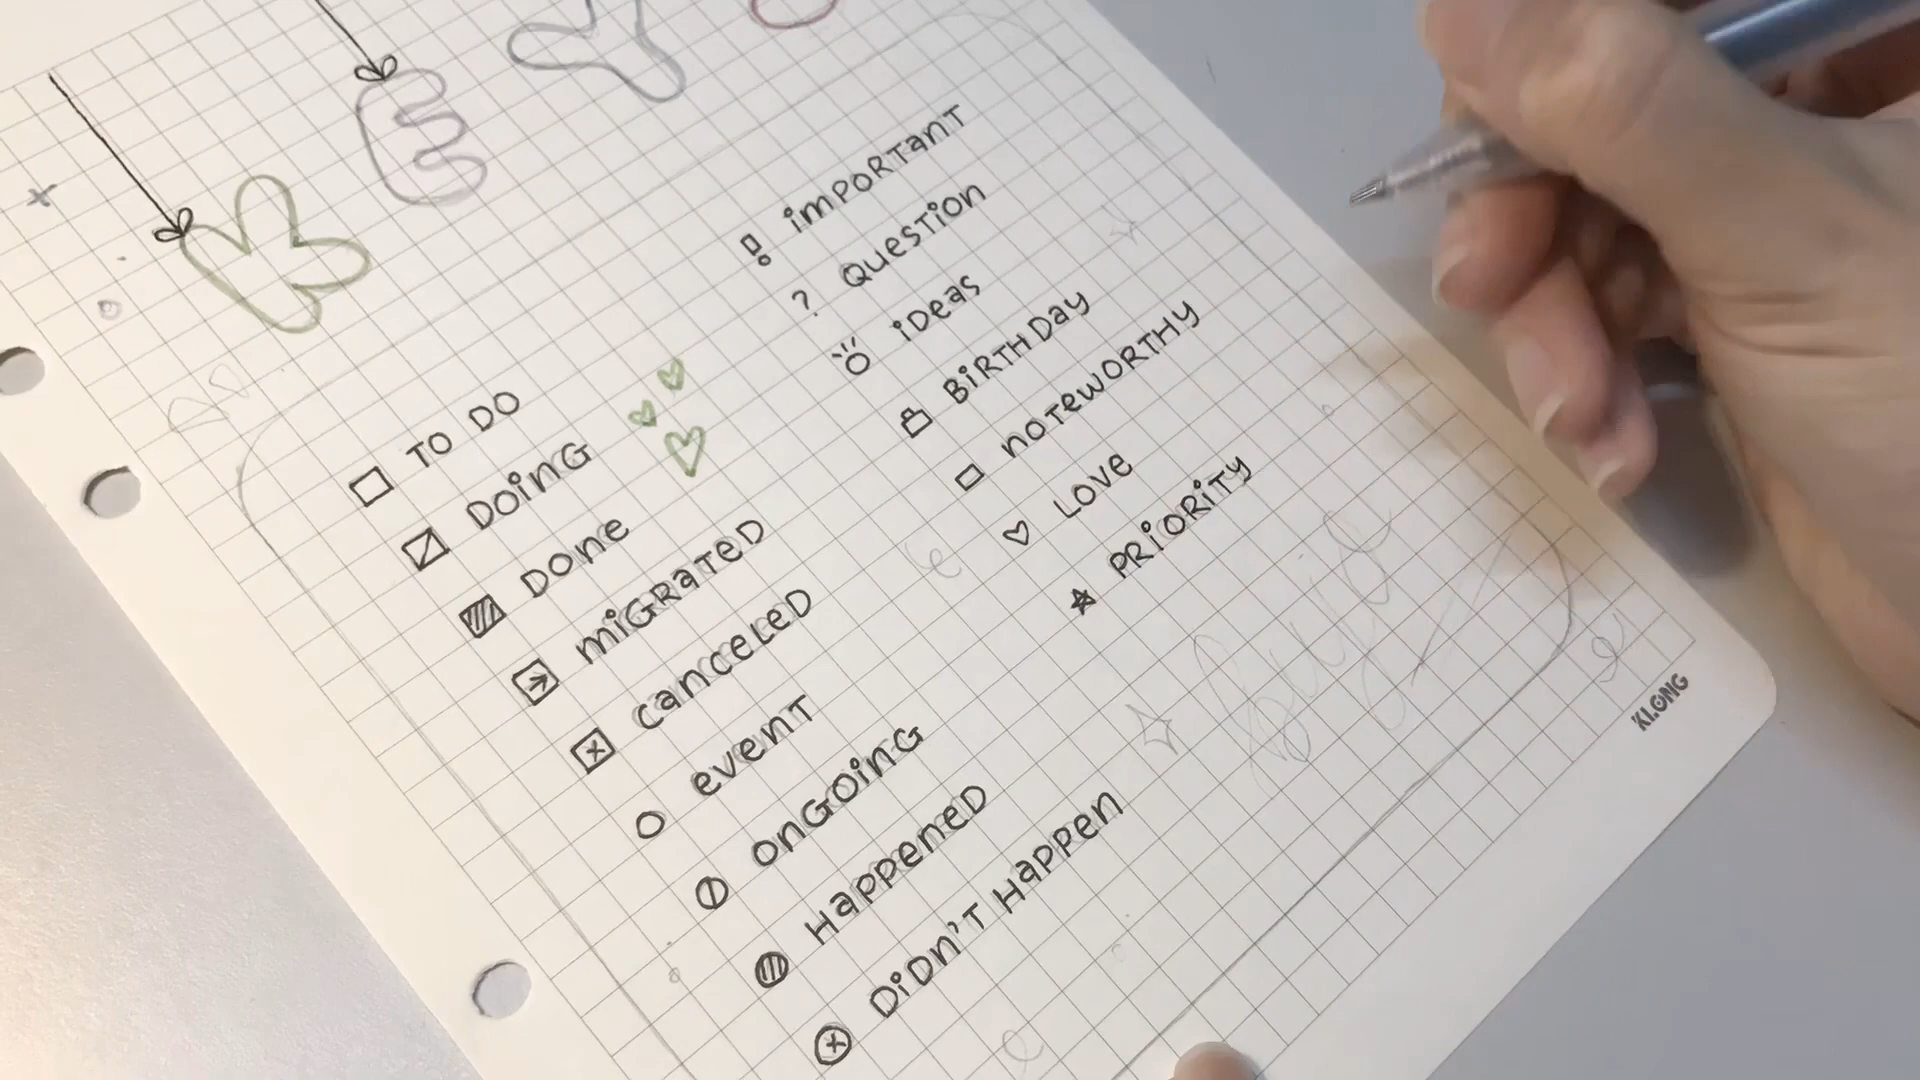 KEY
TO DO
DOiNG
DONe
miGRaTeD
canceLeD
eveNT
ONGOiNG
HappeNeD
DiDN'T HappeN
! imPORTaNT
? QUesTiON
iDeas
BiRTHDay
NOTeWORTHY
LOVe
PRiORiTY
KLONG